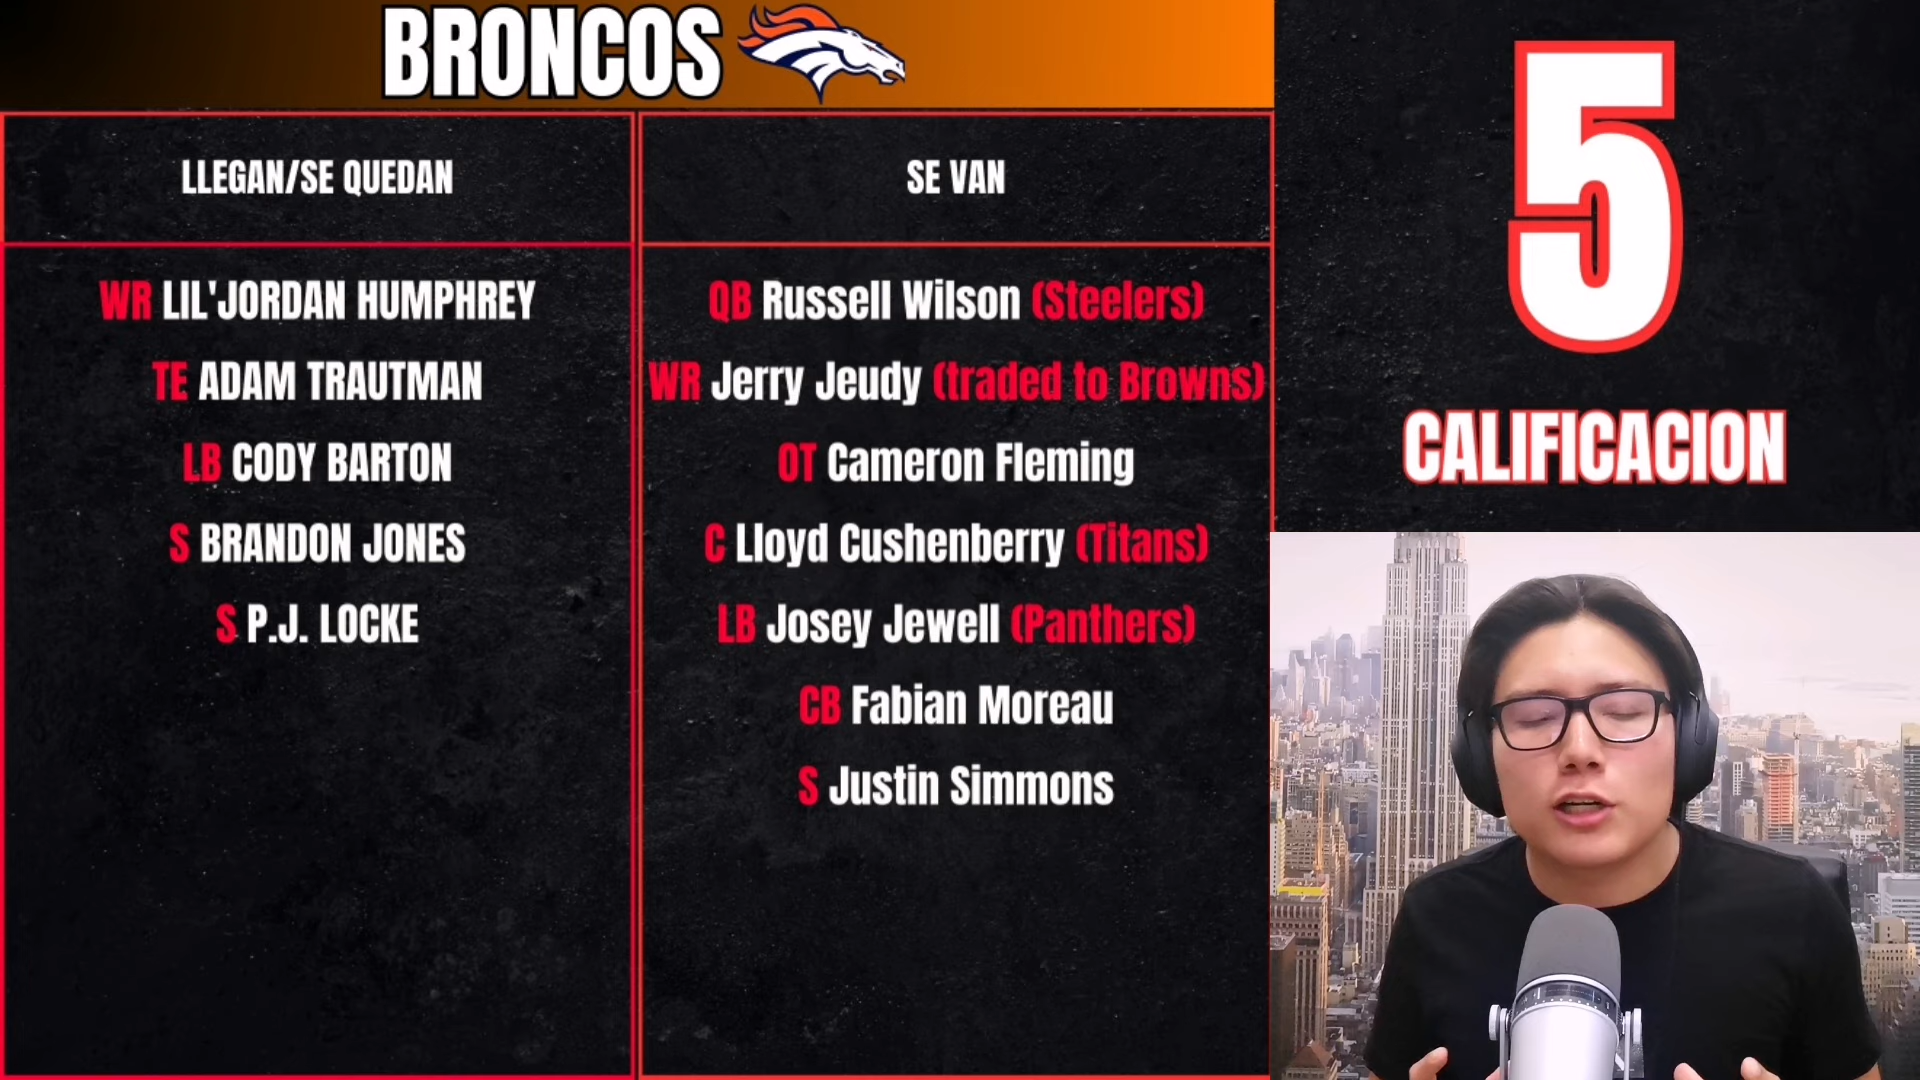 BRONCOS
LLEGAN/SE QUEDAN
WR LIL'JORDAN HUMPHREY
TE ADAM TRAUTMAN
LB CODY BARTON
S BRANDON JONES
S P.J. LOCKE
SE VAN
QB Russell Wilson (Steelers)
WR Jerry Jeudy (traded to Browns)
OT Cameron Fleming
C Lloyd Cushenberry (Titans)
LB Josey Jewell (Panthers)
CB Fabian Moreau
S Justin Simmons
5
CALIFICACION